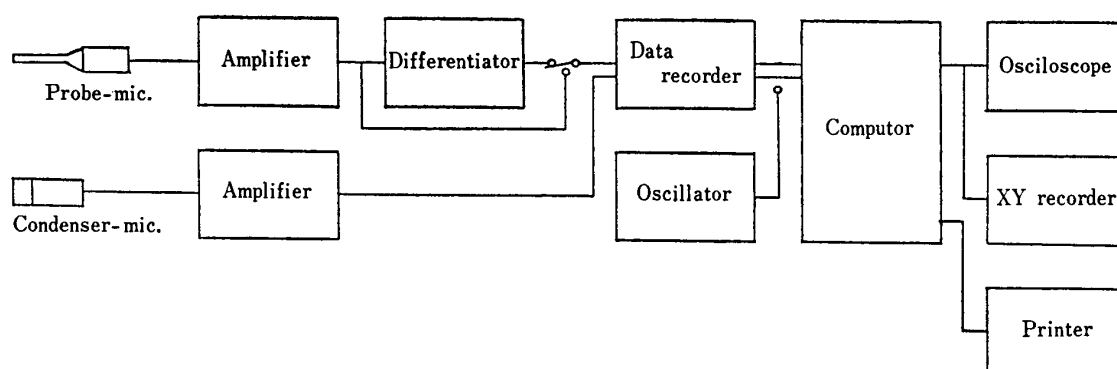 Probe-mic.
Amplifier
Differentiator
Data
recorder
Computor
Osciloscope
Condenser-mic.
Amplifier
Oscillator
XY recorder
Printer